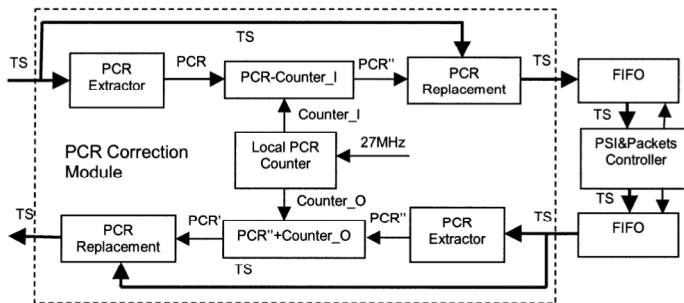 TS
TS
PCR
Extractor
PCR
PCR-Counter_I
PCR"
PCR
Replacement
TS
FIFO
TS
Counter_I
PCR Correction
Module
Local PCR
Counter
27MHz
PSI&Packets
Controller
Counter_O
TS
TS
PCR
Replacement
PCR'
PCR"+Counter_O
PCR"
PCR
Extractor
TS
FIFO
TS